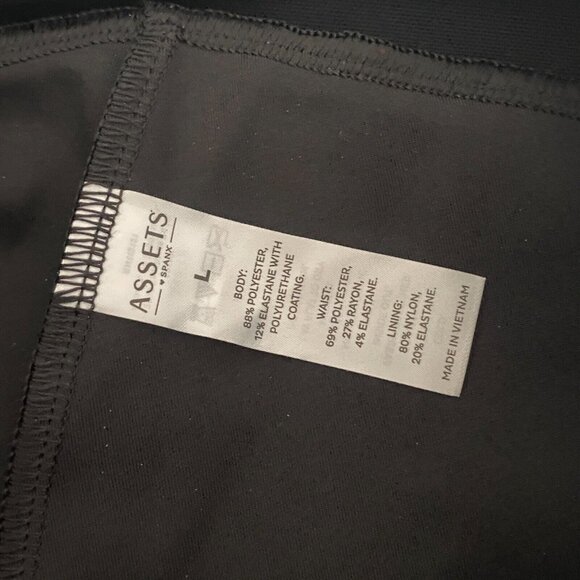 ASSETS
♥ SPANX®
L
BODY:
88% POLYESTER,
12% ELASTANE WITH
POLYURETHANE
COATING.
WAIST:
69% POLYESTER,
27% RAYON,
4% ELASTANE.
LINING:
80% NYLON,
20% ELASTANE.
MADE IN VIETNAM